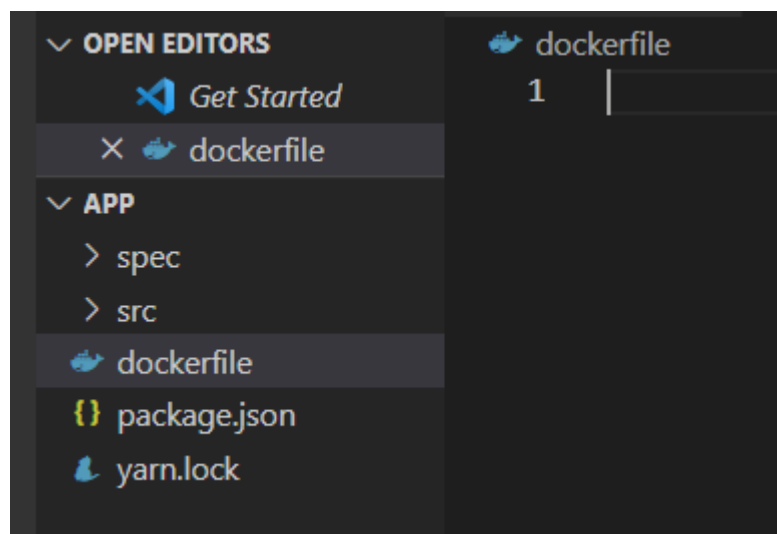 OPEN EDITORS
Get Started
dockerfile
APP
spec
src
dockerfile
{} package.json
yarn.lock
dockerfile
1